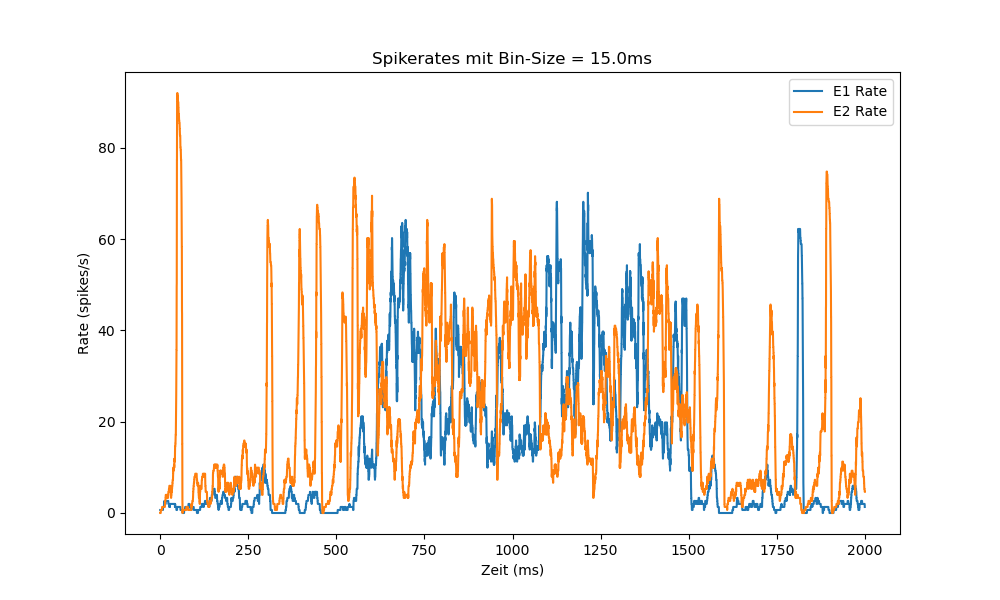 Spikerates mit Bin-Size = 15.0ms
E1 Rate
E2 Rate
80
60
40
20
0
Rate (spikes/s)
0 250 500 750 1000 1250 1500 1750 2000
Zeit (ms)